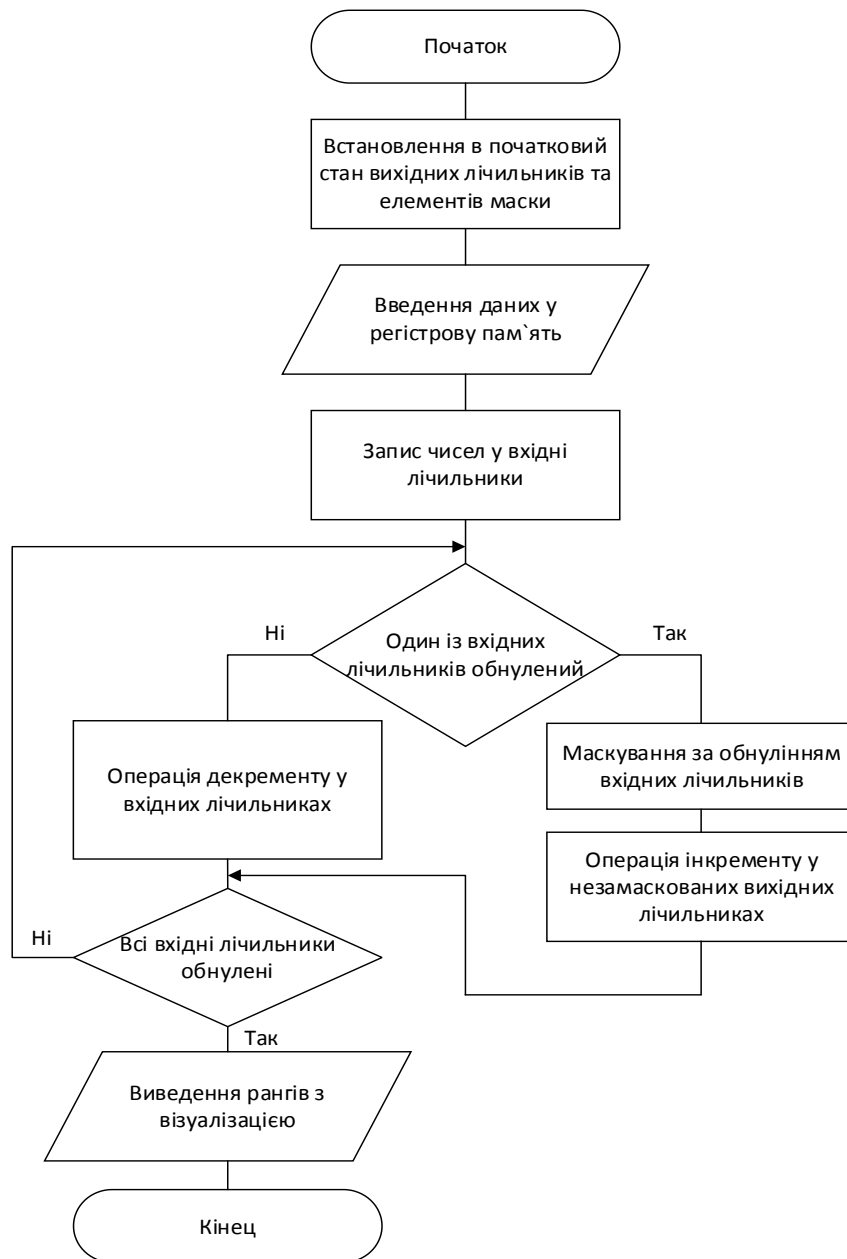 Початок
Встановлення в початковий
стан вихідних лічильників та
елементів маски
Введення даних у
регістрову пам`ять
Запис чисел у вхідні
лічильники
Ні
Один із вхідних
лічильників обнулений
Так
Операція декременту у
вхідних лічильниках
Маскування за обнулінням
вхідних лічильників
Операція інкременту у
незамаскованих вихідних
лічильниках
Ні
Всі вхідні лічильники
обнулені
Так
Виведення рангів з
візуалізацією
Кінец